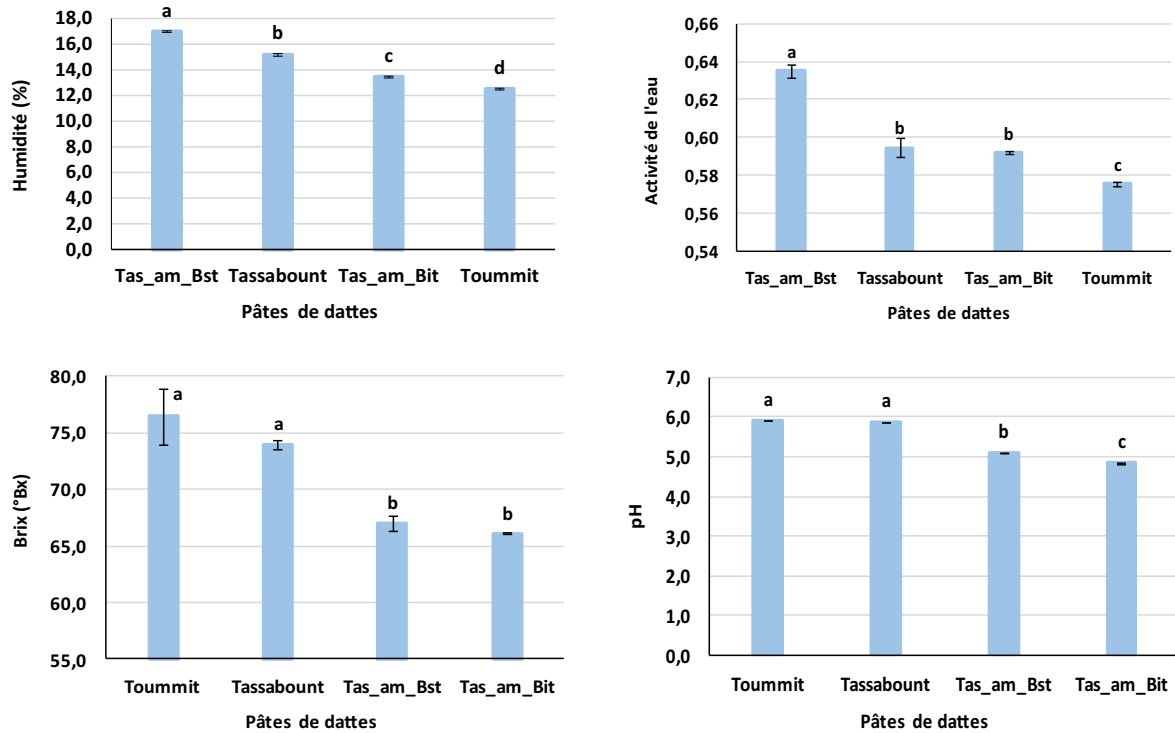 Humidité (%)
18,0
16,0
14,0
12,0
10,0
8,0
6,0
4,0
2,0
0,0
a
b
c
d
Tas_am_Bst Tassabount Tas_am_Bit Toummit
Pâtes de dattes
Activité de l'eau
0,66
0,64
0,62
0,60
0,58
0,56
0,54
a
b
b
c
Tas_am_Bst Tassabount Tas_am_Bit Toummit
Pâtes de dattes
Brix (°Bx)
80,0
75,0
70,0
65,0
60,0
55,0
a
a
b
b
Toummit Tassabount Tas_am_Bst Tas_am_Bit
Pâtes de dattes
pH
7,0
6,0
5,0
4,0
3,0
2,0
1,0
0,0
a
a
b
c
Toummit Tassabount Tas_am_Bst Tas_am_Bit
Pâtes de dattes